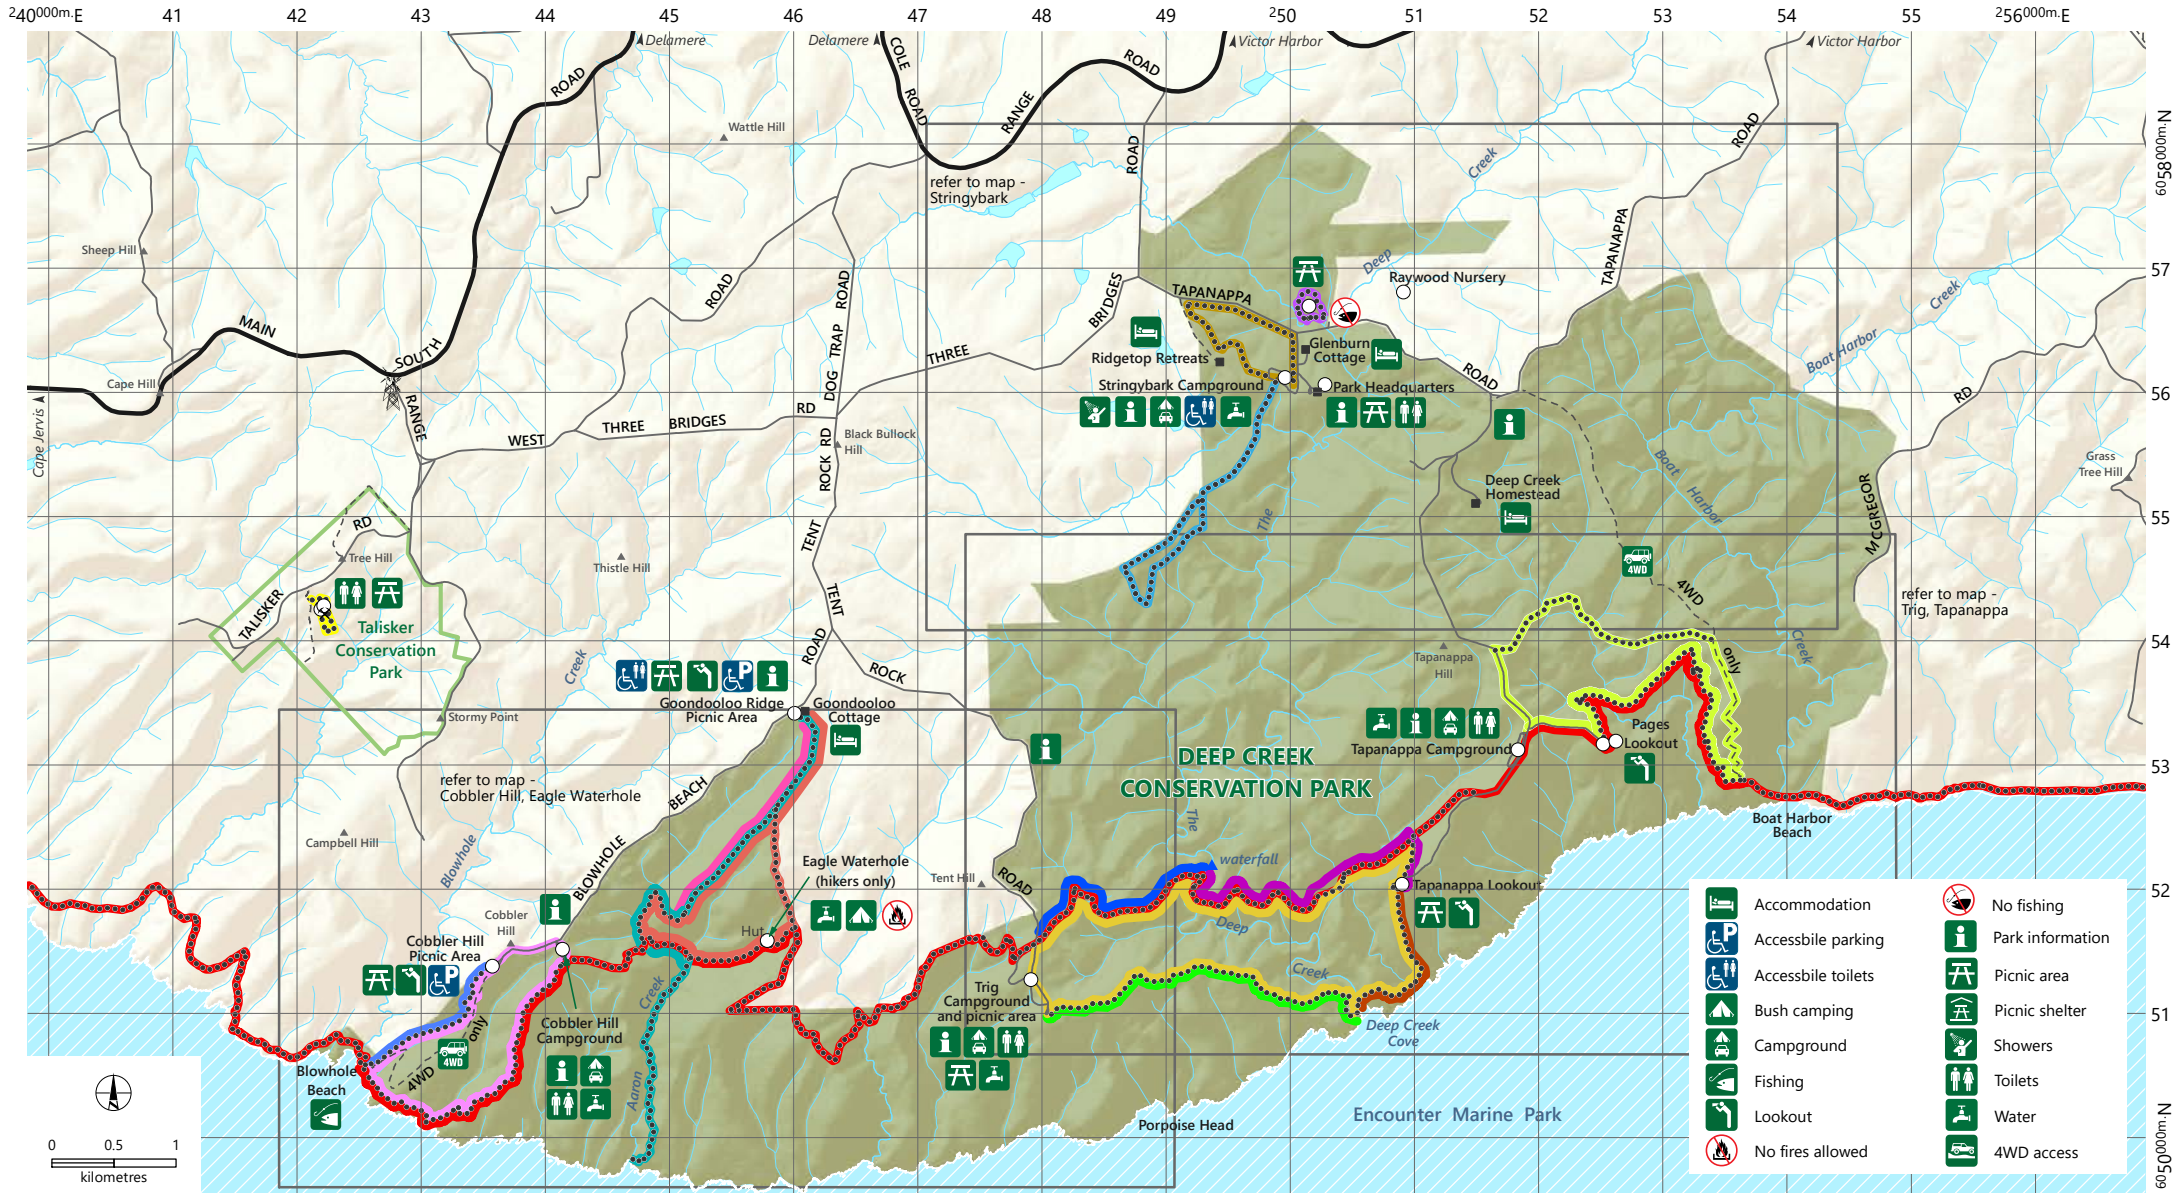 240000m.E 41 42 43 44 45 46 47 48 49 250 51 52 53 54 55 256000m.E
Delamere
Delamere
Victor Harbor
Victor Harbor
COLE
ROAD
ROAD
ROAD
RANGE
ROAD
ROAD
ROAD
Wattle Hill
6058000m.N
refer to map -
Stringybark
Creek
Sheep Hill
TAPANAPPA
57
Deep
Raywood Nursery
Creek
ROAD
ROAD
BRIDGES
TAPANAPPA
MAIN
SOUTH
DOG TRAP
THREE
Ridgetop Retreats
Glenburn
Cottage
ROAD
Boat Harbor
Cape Hill
Stringybark Campground
Park Headquarters
RD
56
Cape Jervis
RANGE
WEST
THREE BRIDGES
RD
ROCK RD
Black Bullock
Hill
Boat Harbor
Grass
Tree Hill
Deep Creek
Homestead
MCGREGOR
The
RD
55
TENT
Tree Hill
Thistle Hill
4WD
4WD
TALISKER
TENT
refer to map -
Trig, Tapanappa
Talisker
Conservation
Park
ROAD
Creek
only
Creek
54
Tapanappa
Hill
ROCK
Goondooloo Ridge
Picnic Area
Goondooloo
Cottage
Stormy Point
Pages
Lookout
Tapanappa Campground
DEEP CREEK
CONSERVATION PARK
53
refer to map -
Cobbler Hill, Eagle Waterhole
BEACH
The
Boat Harbor
Beach
Campbell Hill
Blowhole
BLOWHOLE
Eagle Waterhole
(hikers only)
waterfall
Tent Hill
ROAD
Tapanappa Lookout
52
Cobbler
Hill
Hut
Deep
Cobbler Hill
Picnic Area
Creek
Creek
Trig
Campground
and picnic area
only
Cobbler Hill
Campground
Deep Creek
Cove
51
4WD
4WD
Blowhole
Beach
Aaron
Porpoise Head
Encounter Marine Park
6050000m.N
0 0.5 1
kilometres
Accommodation
Accessbile parking
Accessbile toilets
Bush camping
Campground
Fishing
Lookout
No fires allowed
No fishing
Park information
Picnic area
Picnic shelter
Showers
Toilets
Water
4WD access